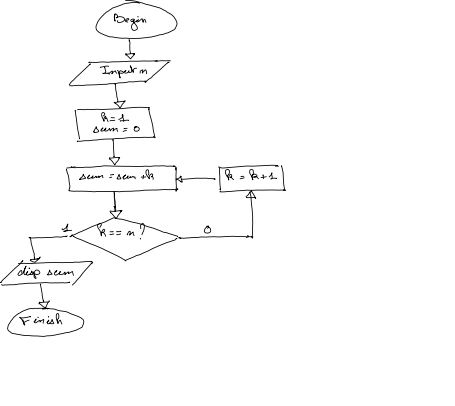 Begin
Input n
k=1
sum = 0
sum = sum + k
k = k+1
k == n?
1
0
disp sum
Finish